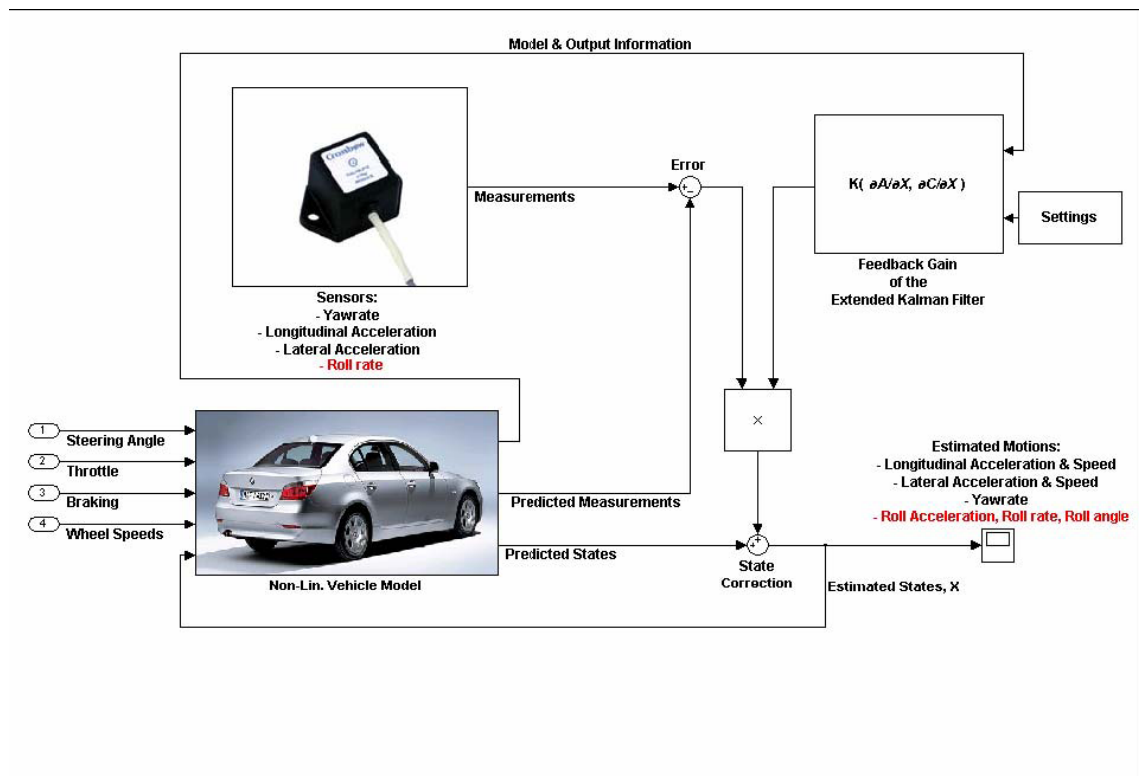 Model & Output Information
Crossbow
Error
Measurements
K( ∂A/∂X, ∂C/∂X )
Settings
Feedback Gain
of the
Extended Kalman Filter
Sensors:
- Yawrate
- Longitudinal Acceleration
- Lateral Acceleration
- Roll rate
×
1
Steering Angle
2
Throttle
3
Braking
4
Wheel Speeds
Predicted Measurements
Predicted States
Non-Lin. Vehicle Model
State
Correction
Estimated Motions:
- Longitudinal Acceleration & Speed
- Lateral Acceleration & Speed
- Yawrate
- Roll Acceleration, Roll rate, Roll angle
Estimated States, X